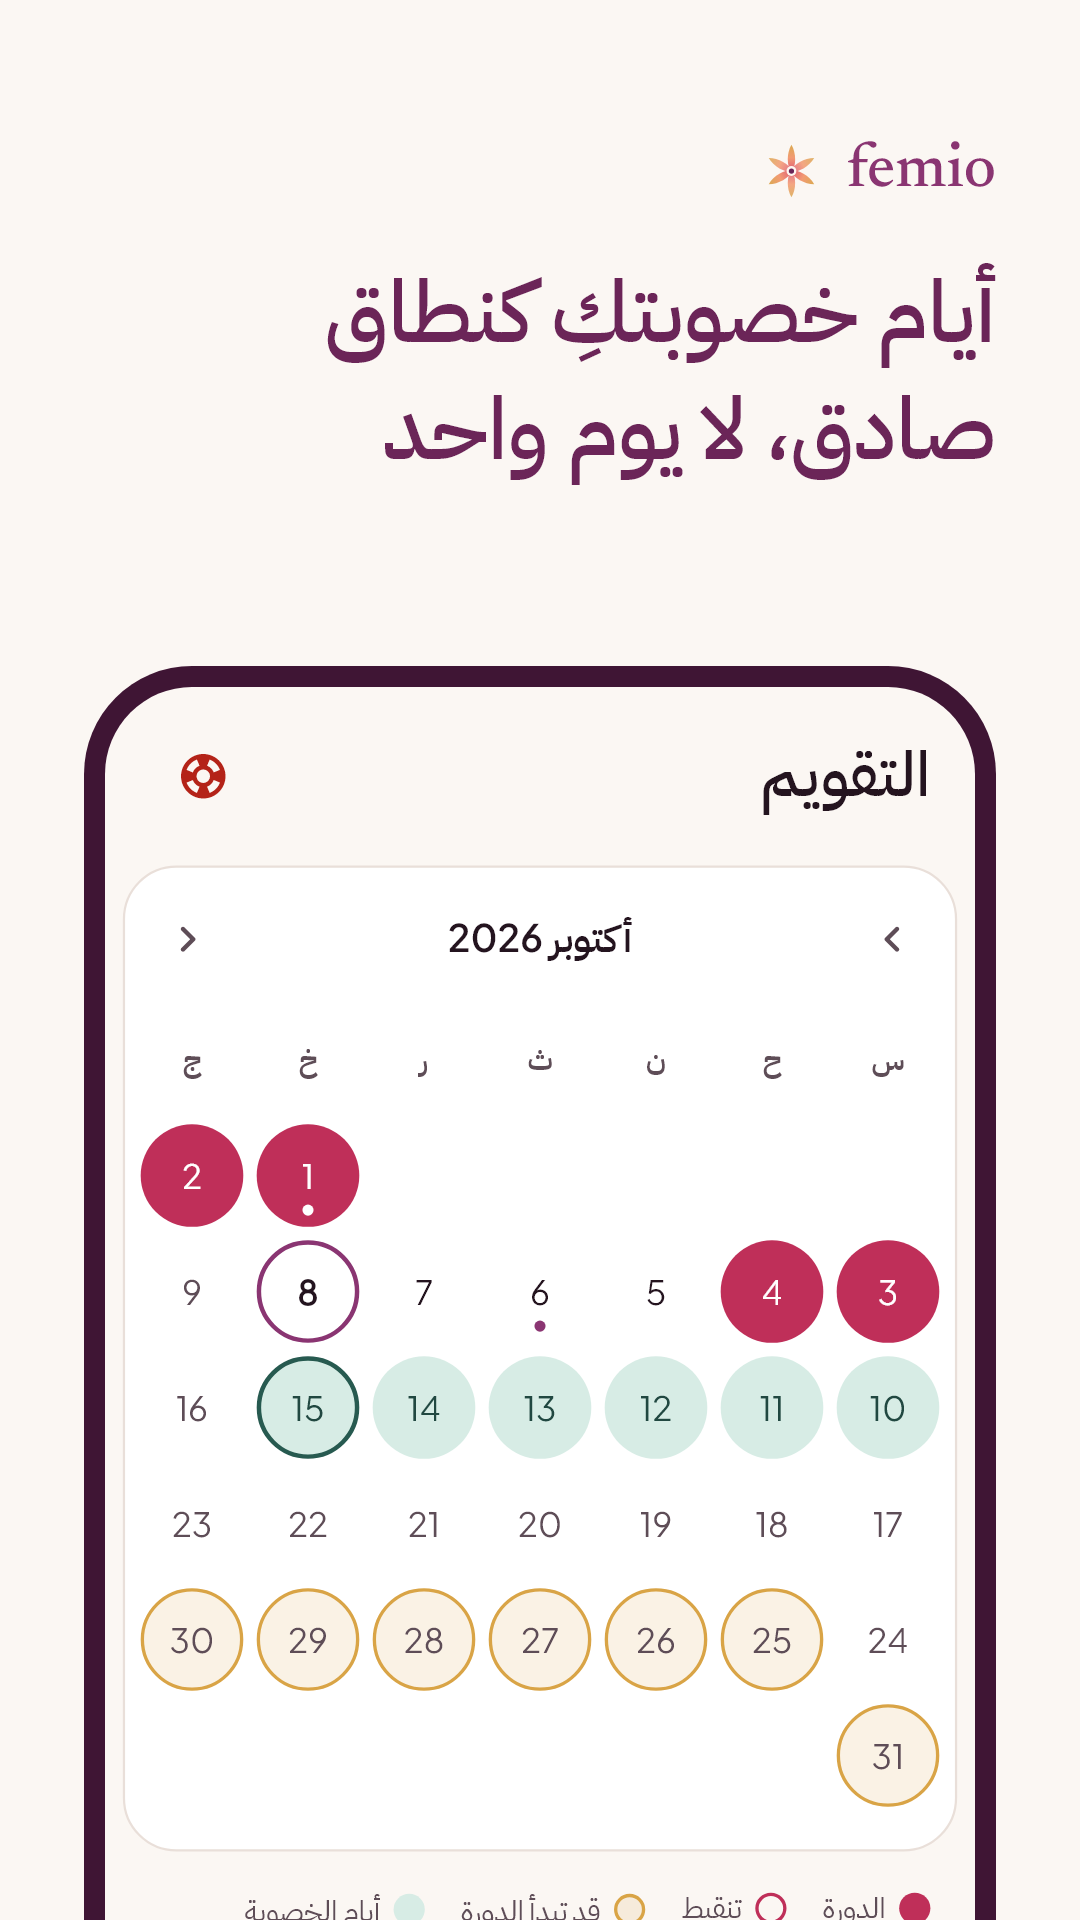 femio
أيام خصوبتكِ كنطاق
صادق، لا يوم واحد
التقويم
أكتوبر 2026
س ح ن ث ر خ ج
1 2
3 4 5 6 7 8 9
10 11 12 13 14 15 16
17 18 19 20 21 22 23
24 25 26 27 28 29 30
31
الدورة تنقيط قد تبدأ الدورة أيام الخصوبة